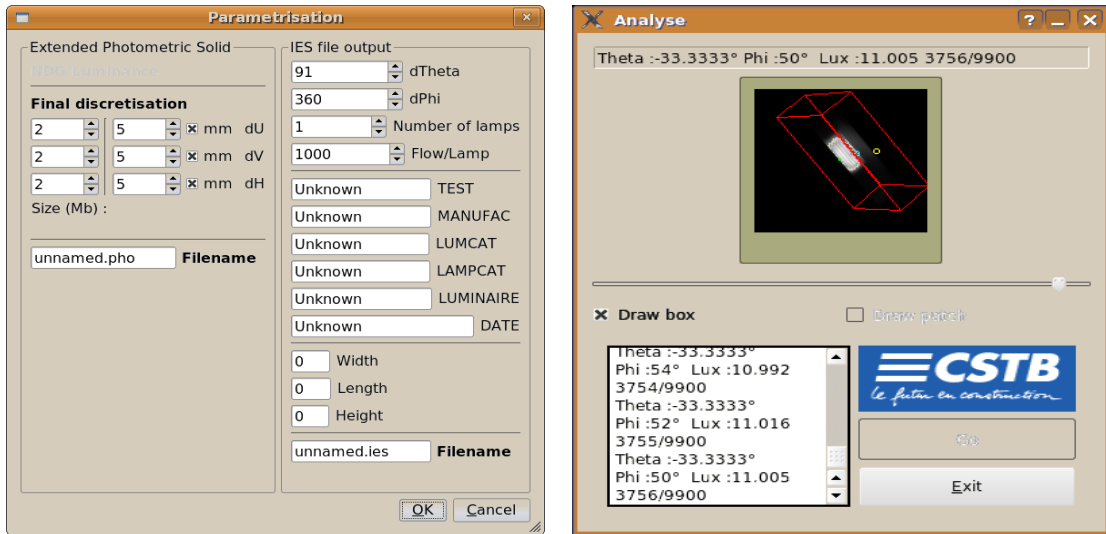 Parametrisation
Extended Photometric Solid
Final discretisation
2 5 mm dU
2 5 mm dV
2 5 mm dH
Size (Mb) :
unnamed.pho Filename
IES file output
91 dTheta
360 dPhi
1 Number of lamps
1000 Flow/Lamp
Unknown TEST
Unknown MANUFAC
Unknown LUMCAT
Unknown LAMPCAT
Unknown LUMINAIRE
Unknown DATE
0 Width
0 Length
0 Height
unnamed.ies Filename
OK Cancel
Analyse
Theta :-33.3333° Phi :50° Lux :11.005 3756/9900
Draw box Draw patch
Theta :-33.3333°
Phi :54° Lux :10.992
3754/9900
Theta :-33.3333°
Phi :52° Lux :11.016
3755/9900
Theta :-33.3333°
Phi :50° Lux :11.005
3756/9900
CSTB
le futur en construction
Go
Exit